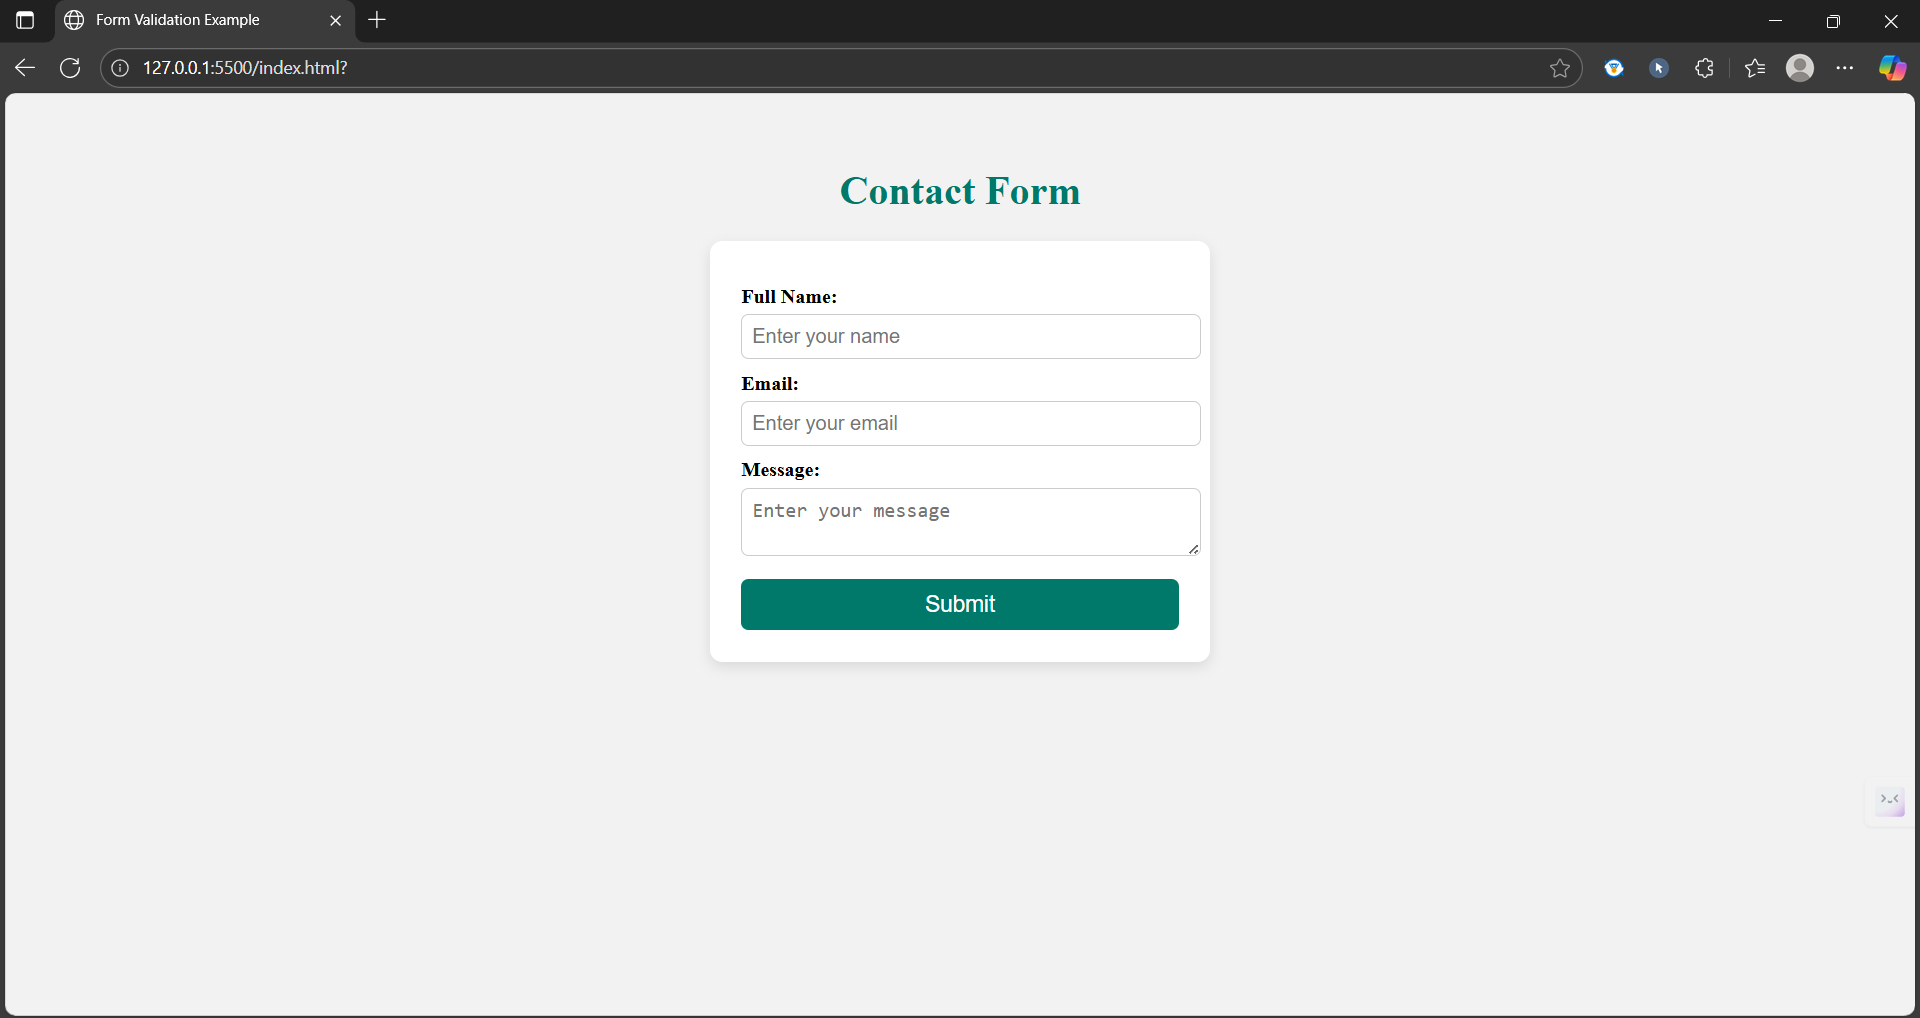 Form Validation Example
127.0.0.1:5500/index.html?
Contact Form
Full Name:
Enter your name
Email:
Enter your email
Message:
Enter your message
Submit